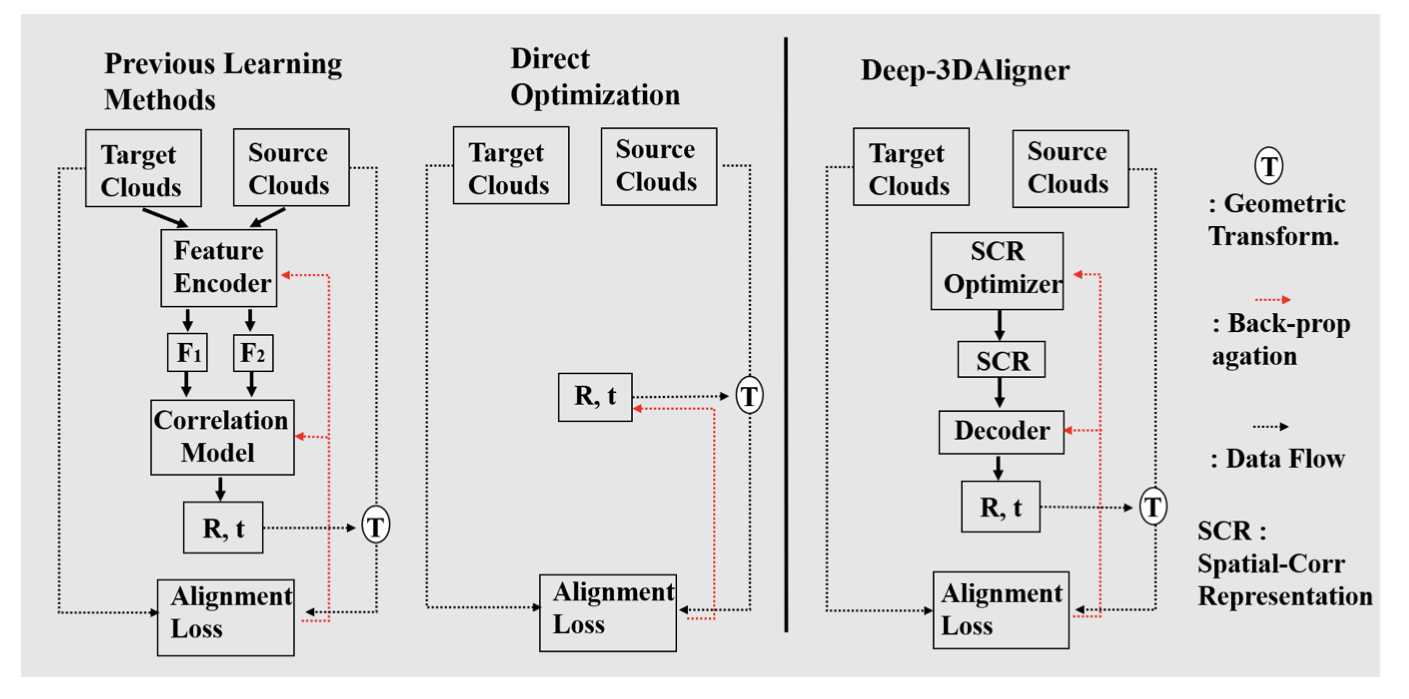 Previous Learning
Methods
Target
Clouds
Source
Clouds
Feature
Encoder
F1
F2
Correlation
Model
R, t
T
Alignment
Loss
Direct
Optimization
Target
Clouds
Source
Clouds
R, t
T
Alignment
Loss
Deep-3DAligner
Target
Clouds
Source
Clouds
SCR
Optimizer
SCR
Decoder
R, t
T
Alignment
Loss
T
: Geometric
Transform.
: Back-prop
agation
: Data Flow
SCR :
Spatial-Corr
Representation